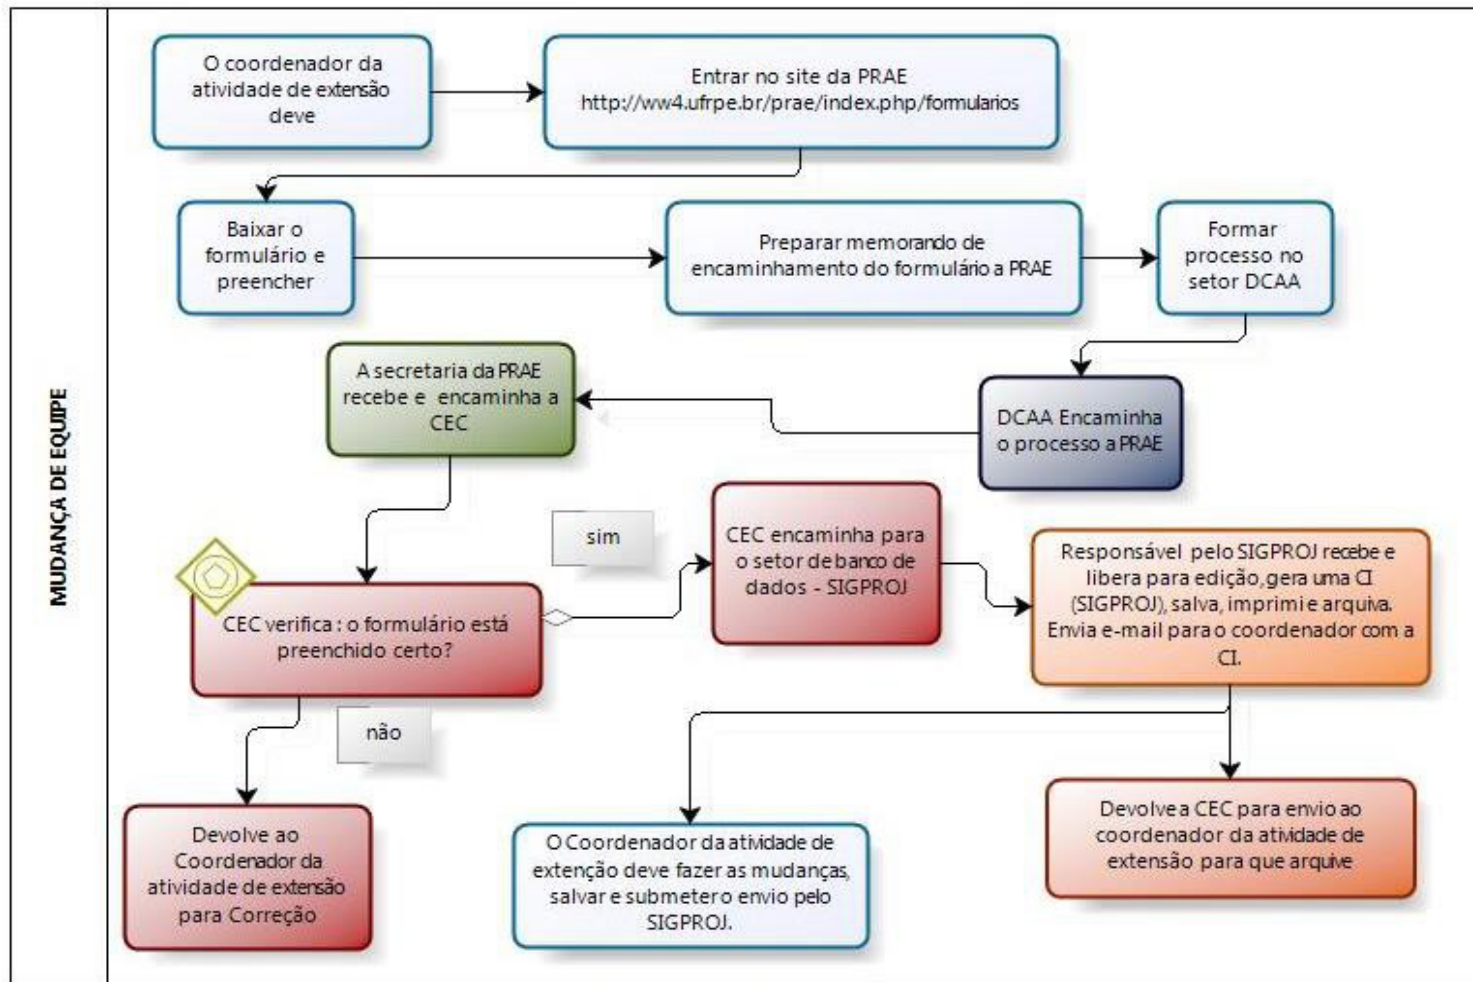 MUDANÇA DE EQUIPE
O coordenador da
atividade de extensão
deve
Entrar no site da PRAE
http://ww4.ufrpe.br/prae/index.php/formularios
Baixar o
formulário e
preencher
Preparar memorando de
encaminhamento do formulário a PRAE
Formar
processo no
setor DCAA
DCAA Encaminha
o processo a PRAE
A secretaria da PRAE
recebe e encaminha a
CEC
CEC verifica : o formulário está
preenchido certo?
sim
CEC encaminha para
o setor de banco de
dados - SIGPROJ
Responsável pelo SIGPROJ recebe e
libera para edição, gera uma CI
(SIGPROJ), salva, imprimi e arquiva.
Envia e-mail para o coordenador com a
CI.
não
Devolve ao
Coordenador da
atividade de extensão
para Correção
O Coordenador da atividade de
extenção deve fazer as mudanças,
salvar e submeter o envio pelo
SIGPROJ.
Devolve a CEC para envio ao
coordenador da atividade de
extensão para que arquive